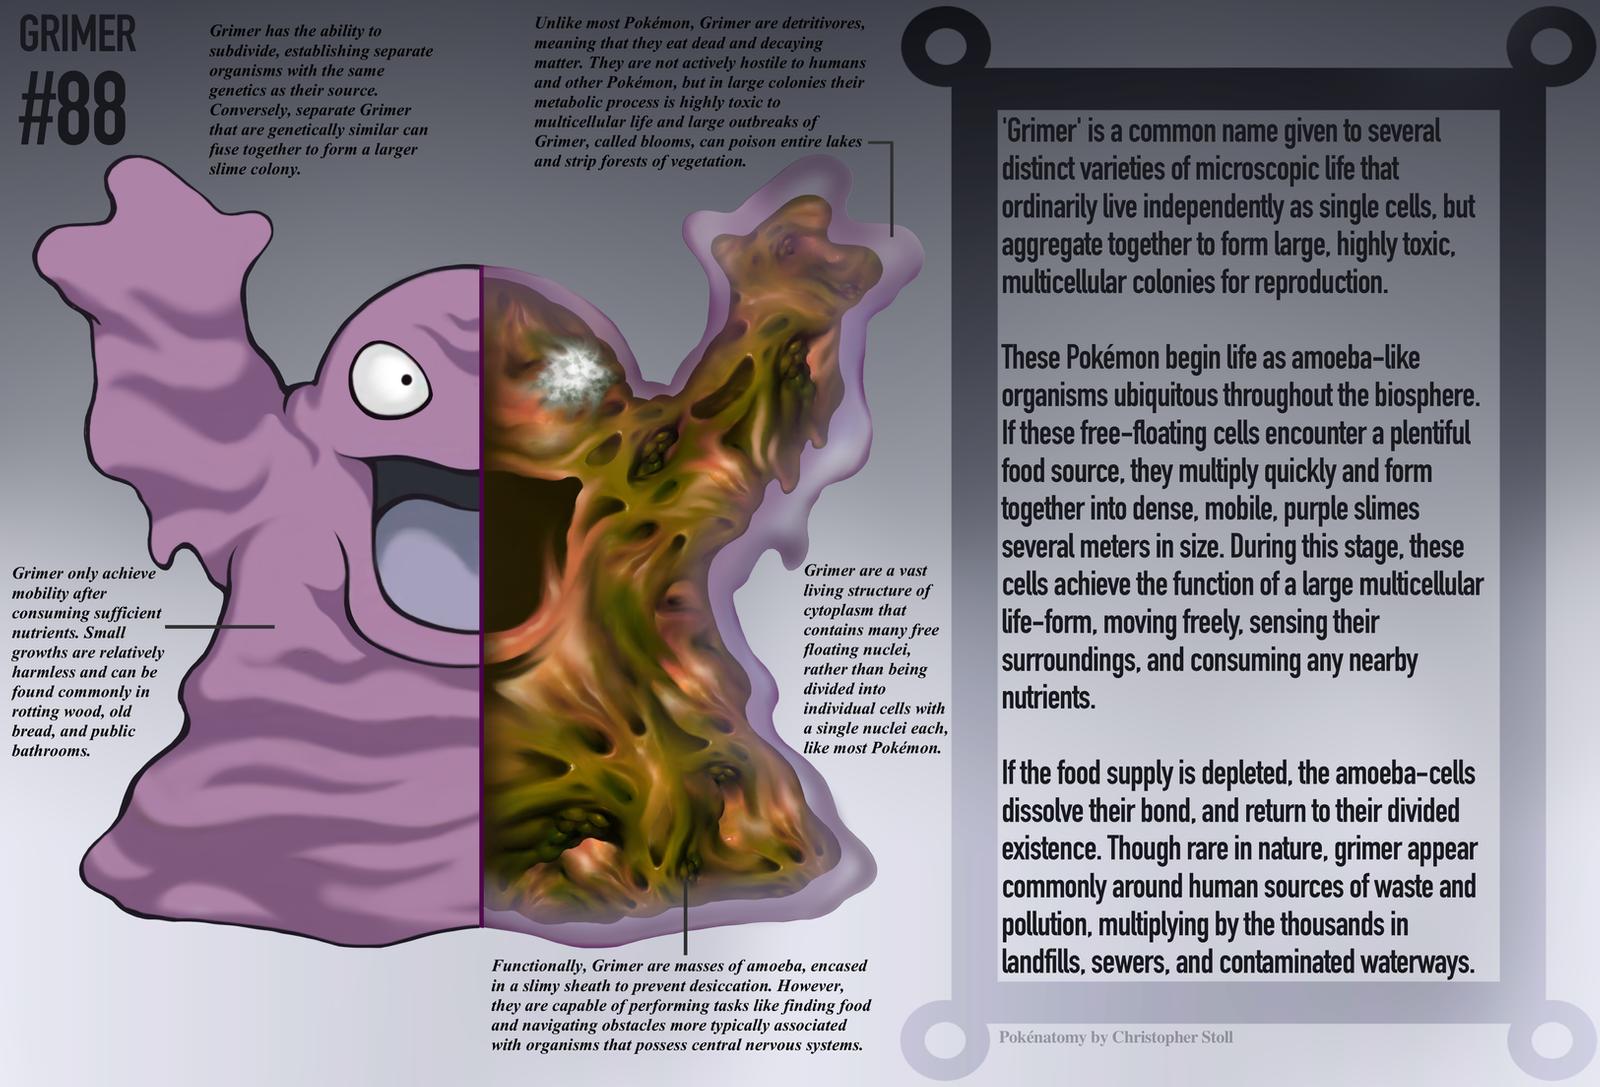 GRIMER
#88
Grimer has the ability to
subdivide, establishing separate
organisms with the same
genetics as their source.
Conversely, separate Grimer
that are genetically similar can
fuse together to form a larger
slime colony.
Unlike most Pokémon, Grimer are detritivores,
meaning that they eat dead and decaying
matter. They are not actively hostile to humans
and other Pokémon, but in large colonies their
metabolic process is highly toxic to
multicellular life and large outbreaks of
Grimer, called blooms, can poison entire lakes
and strip forests of vegetation.
Grimer only achieve
mobility after
consuming sufficient
nutrients. Small
growths are relatively
harmless and can be
found commonly in
rotting wood, old
bread, and public
bathrooms.
Grimer are a vast
living structure of
cytoplasm that
contains many free
floating nuclei,
rather than being
divided into
individual cells with
a single nuclei each,
like most Pokémon.
Functionally, Grimer are masses of amoeba, encased
in a slimy sheath to prevent desiccation. However,
they are capable of performing tasks like finding food
and navigating obstacles more typically associated
with organisms that possess central nervous systems.
'Grimer' is a common name given to several
distinct varieties of microscopic life that
ordinarily live independently as single cells, but
aggregate together to form large, highly toxic,
multicellular colonies for reproduction.
These Pokémon begin life as amoeba-like
organisms ubiquitous throughout the biosphere.
If these free-floating cells encounter a plentiful
food source, they multiply quickly and form
together into dense, mobile, purple slimes
several meters in size. During this stage, these
cells achieve the function of a large multicellular
life-form, moving freely, sensing their
surroundings, and consuming any nearby
nutrients.
If the food supply is depleted, the amoeba-cells
dissolve their bond, and return to their divided
existence. Though rare in nature, grimer appear
commonly around human sources of waste and
pollution, multiplying by the thousands in
landfills, sewers, and contaminated waterways.
Pokénatomy by Christopher Stoll